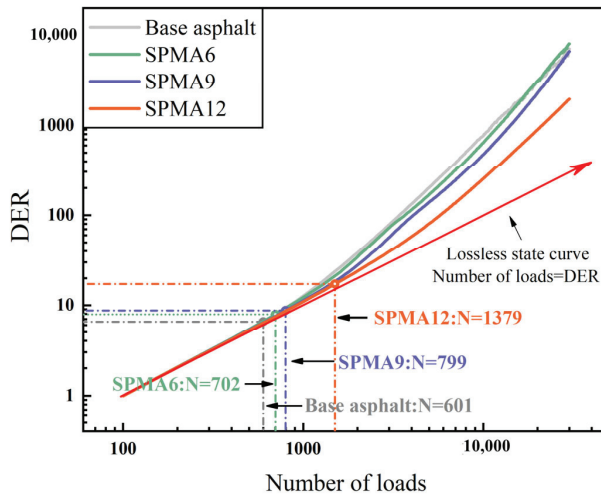 10,000
1000
100
10
1
DER
Base asphalt
SPMA6
SPMA9
SPMA12
Lossless state curve
Number of loads=DER
SPMA12:N=1379
SPMA9:N=799
SPMA6:N=702
Base asphalt:N=601
100
1000
10,000
Number of loads